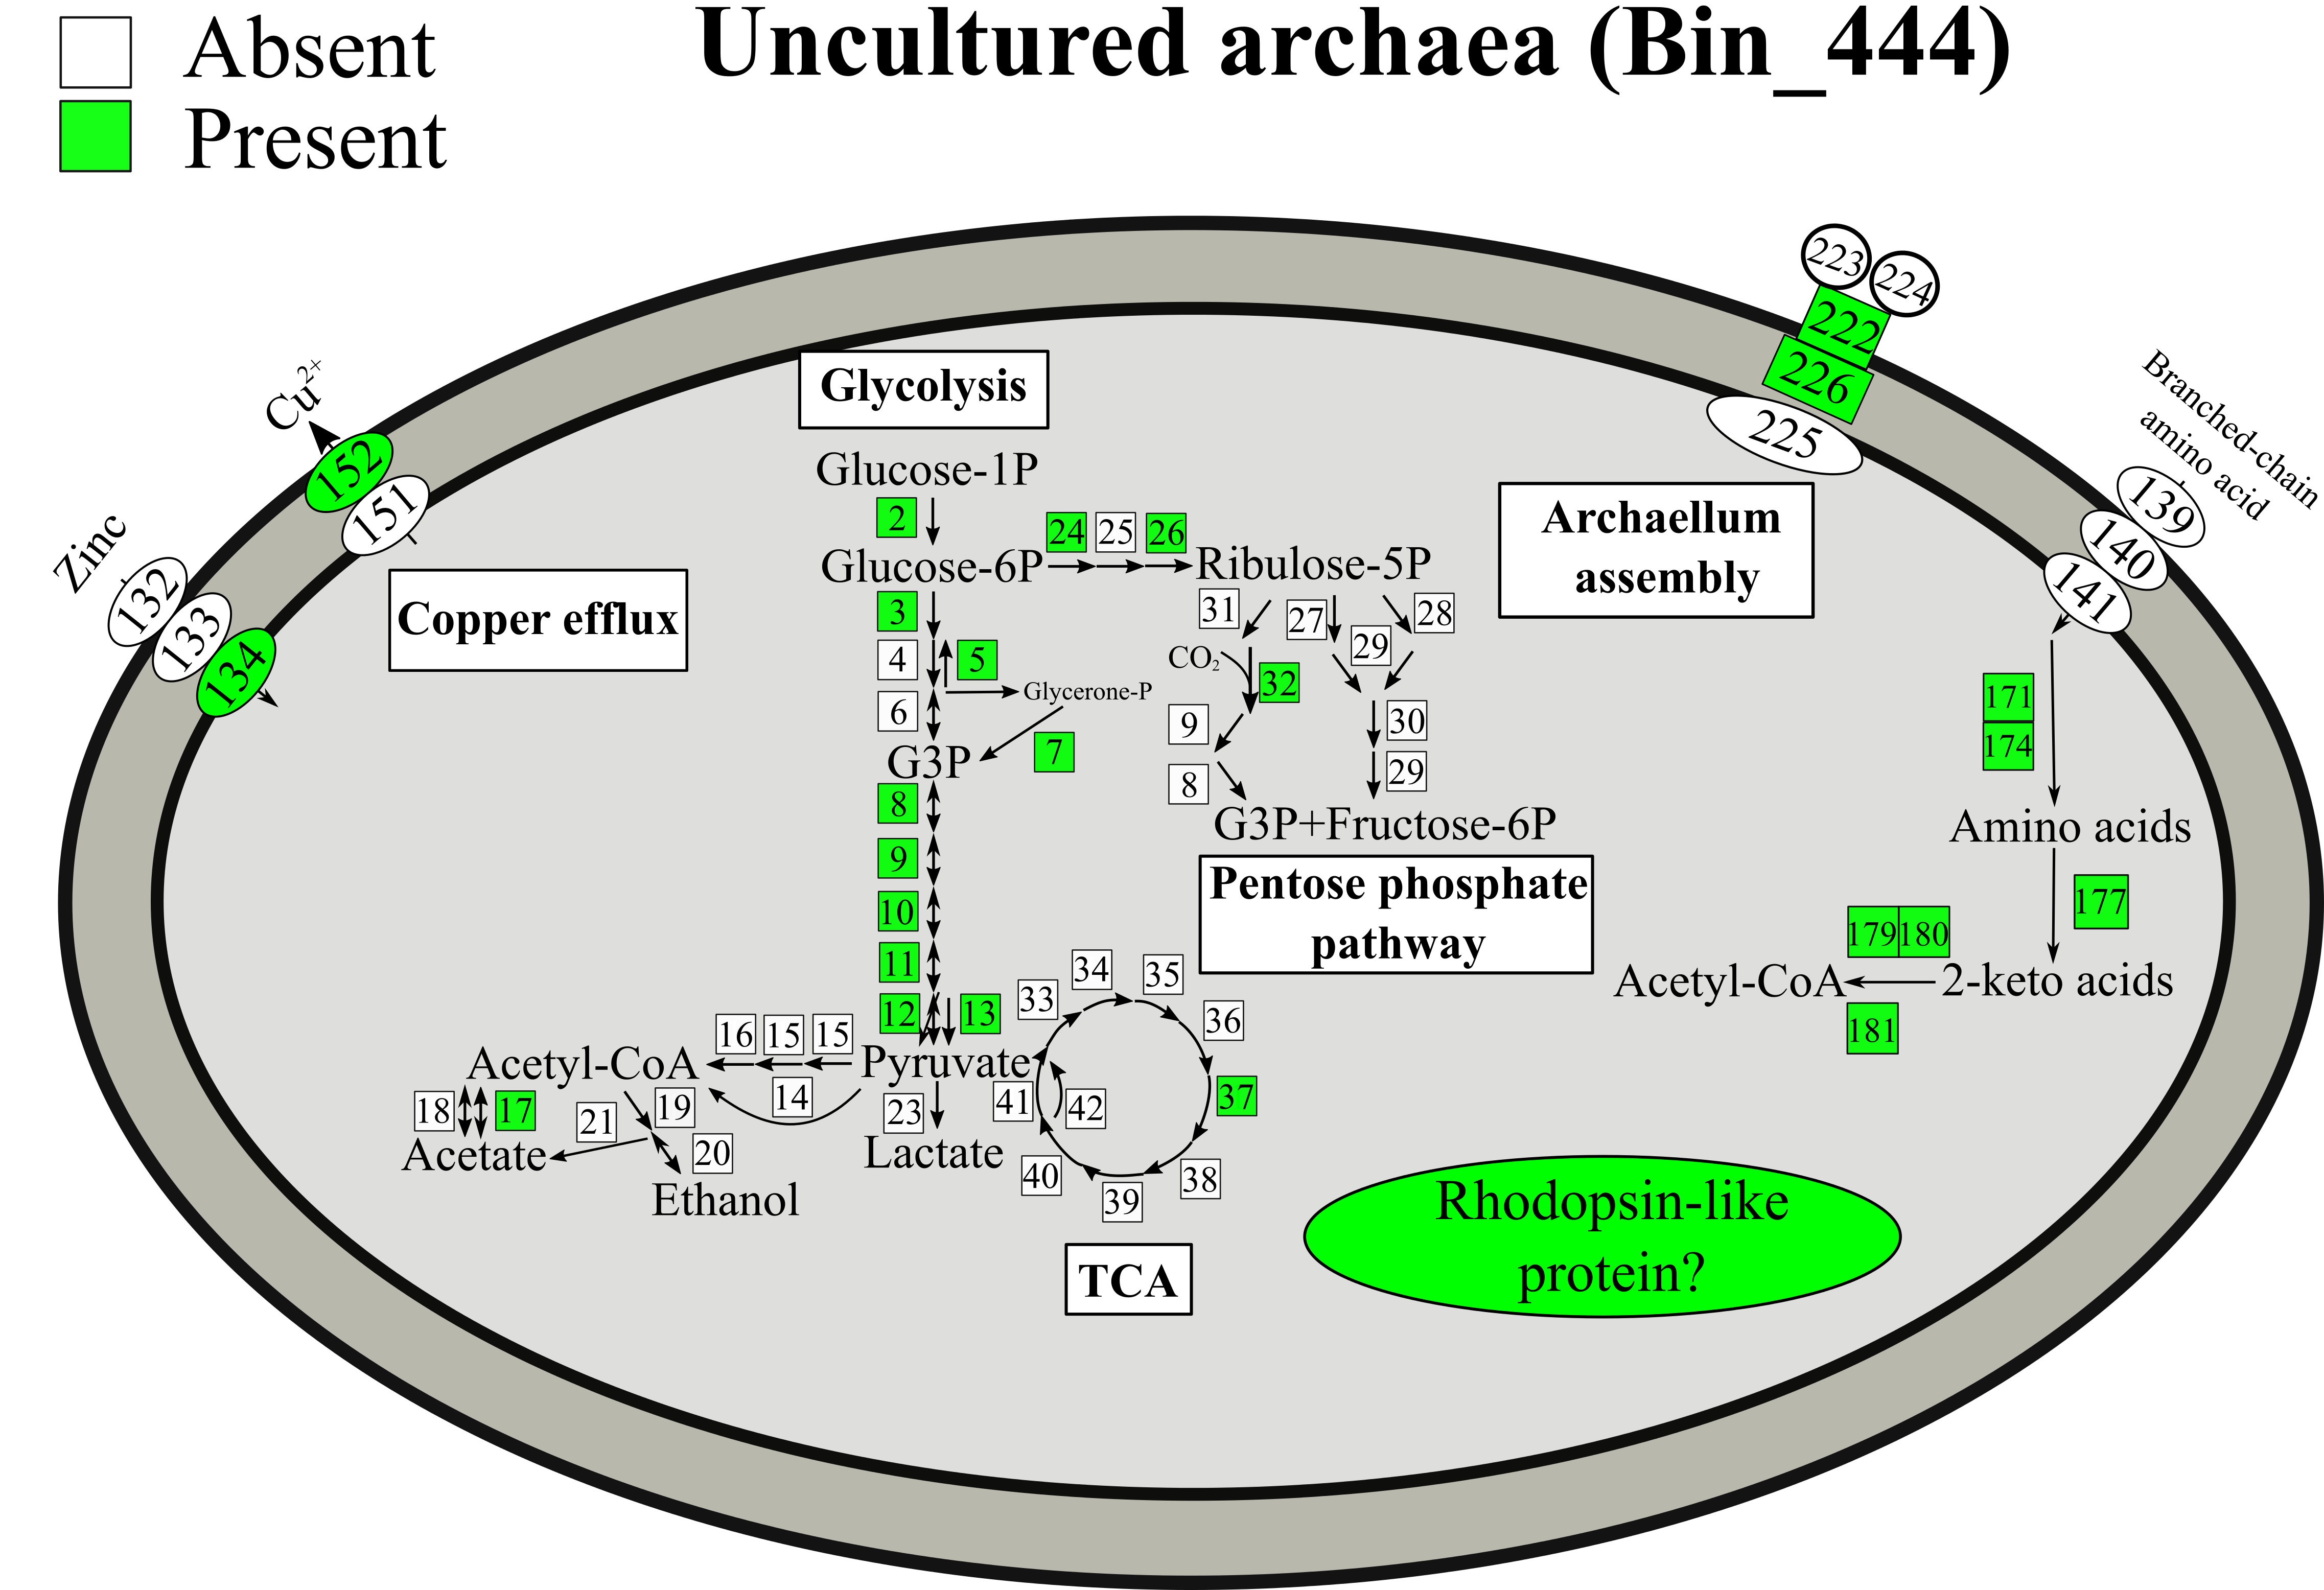 Absent
Present
Uncultured archaea (Bin_444)
223
224
222
226
225
Cu2+
152
151
Zinc
132
133
134
Copper efflux
Branched-chain
amino acid
139
140
141
Archaellum
assembly
Glycolysis
Glucose-1P
2
Glucose-6P
24
25
26
Ribulose-5P
3
4
5
Glycerone-P
6
7
G3P
8
9
10
11
12
13
31
27
28
29
CO2
32
9
30
8
29
G3P+Fructose-6P
Pentose phosphate
pathway
171
174
Amino acids
177
179
180
Acetyl-CoA
2-keto acids
181
Acetyl-CoA
16
15
15
Pyruvate
14
18
17
21
19
20
23
Acetate
Ethanol
Lactate
33
34
35
36
37
38
39
40
41
42
TCA
Rhodopsin-like
protein?